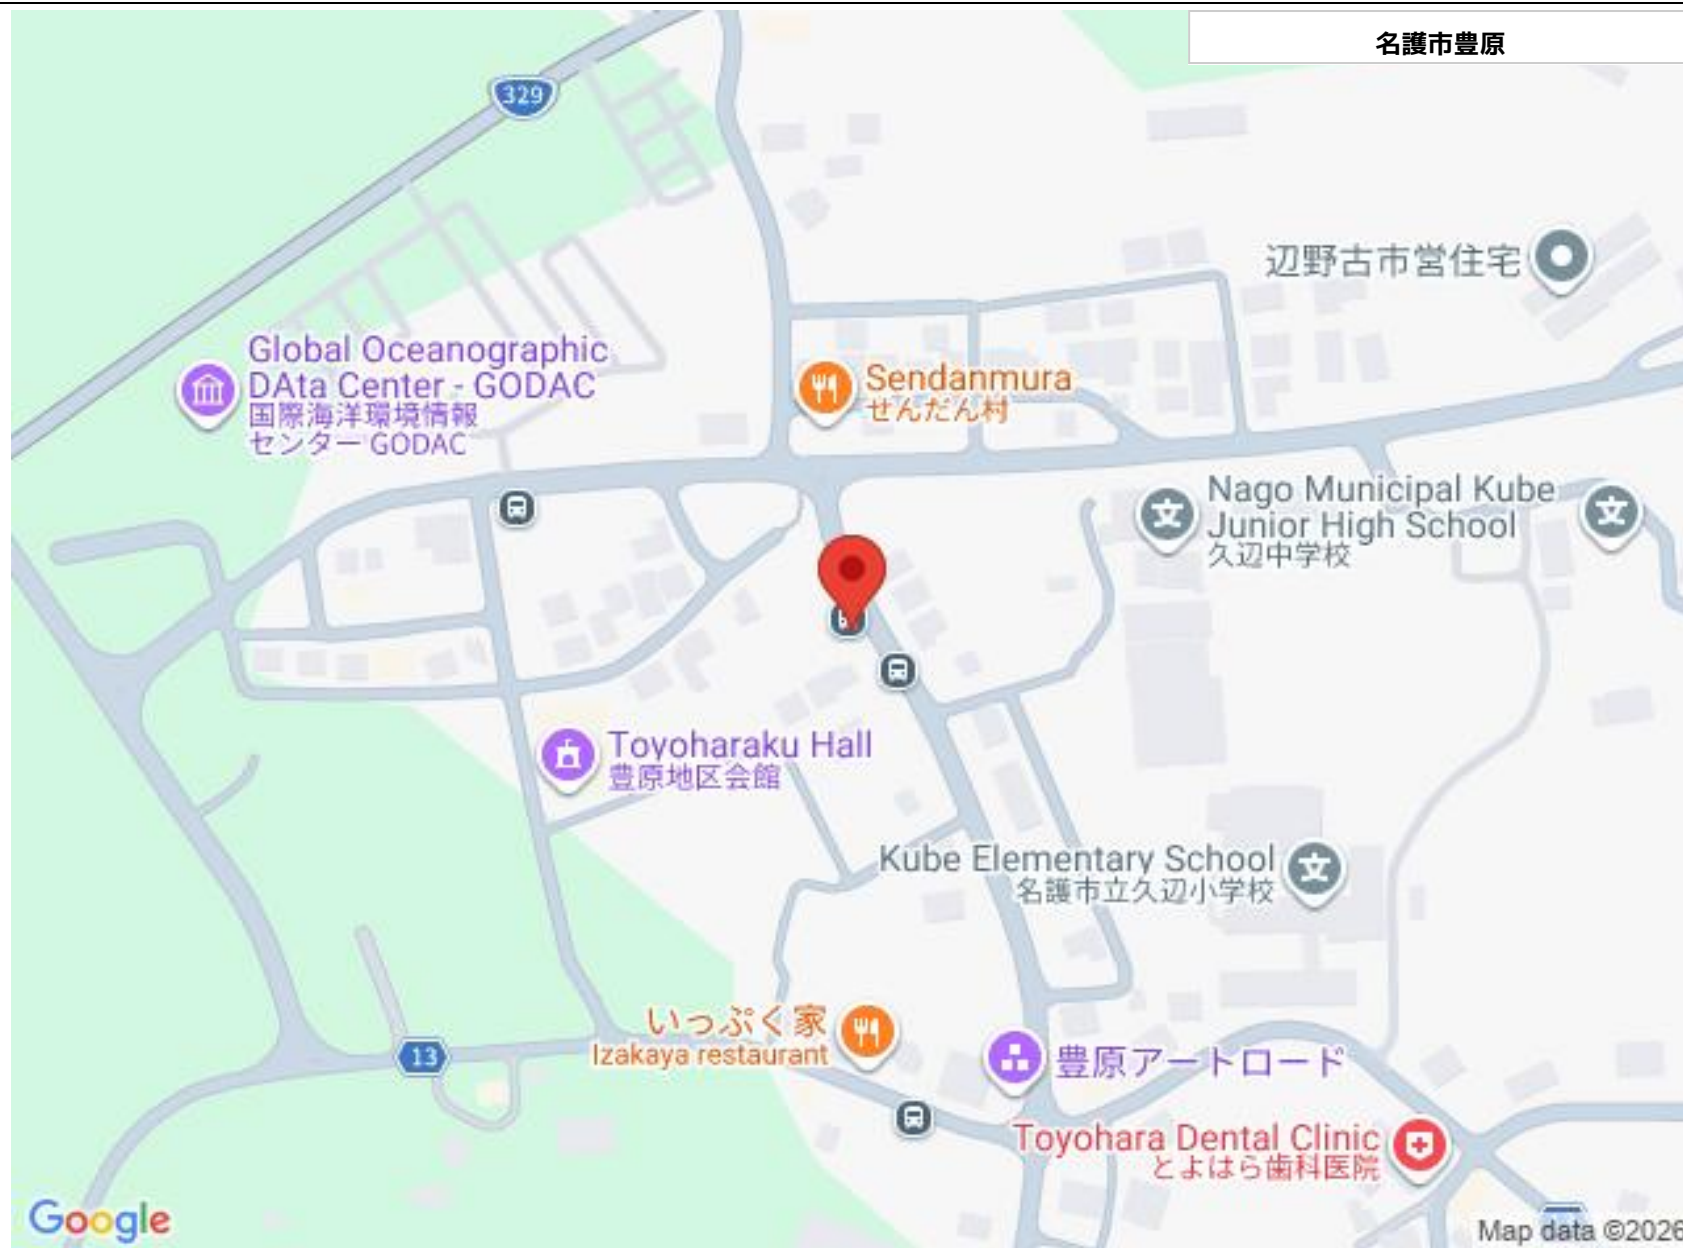 名護市豊原
329
辺野古市営住宅
Global Oceanographic
DAta Center - GODAC
国際海洋環境情報
センター GODAC
Sendanmura
せんだん村
Nago Municipal Kube
Junior High School
久辺中学校
文
文
Toyoharaku Hall
豊原地区会館
Kube Elementary School
名護市立久辺小学校
文
いっぷく家
Izakaya restaurant
13
豊原アートロード
Toyohara Dental Clinic
とよはら歯科医院
Google
Map data ©2026